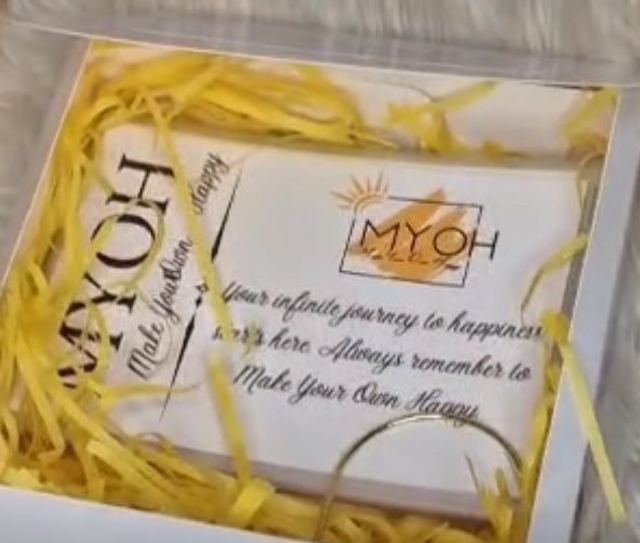 MYOH
Make Your Own Happy
MYOH
Your infinite journey to happiness
starts here. Always remember to
Make Your Own Happy